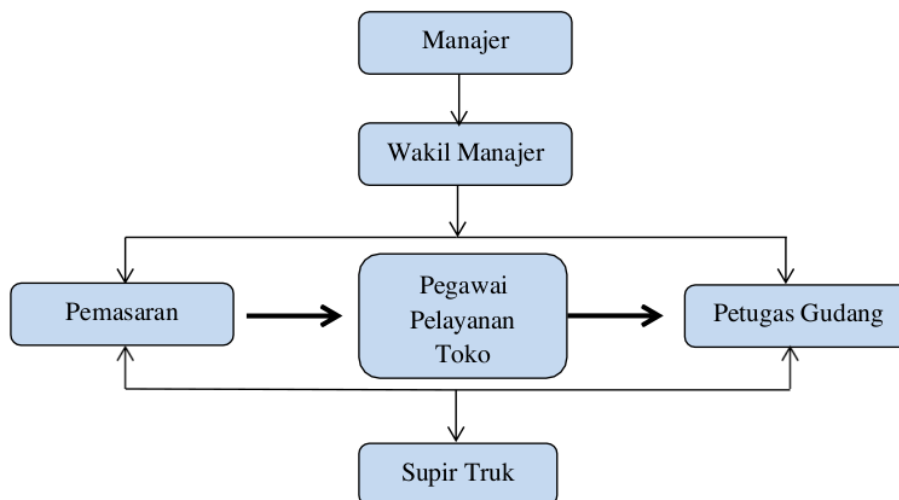 Manajer
Wakil Manajer
Pemasaran
Pegawai
Pelayanan
Toko
Petugas Gudang
Supir Truk